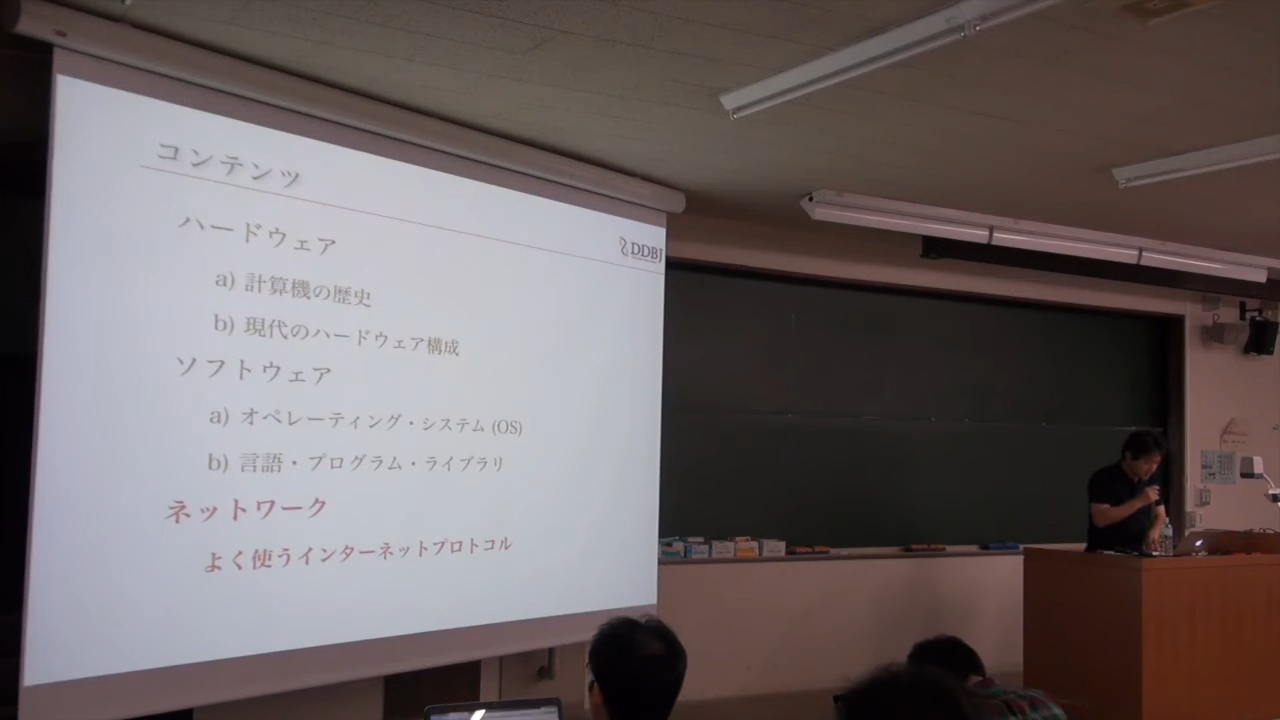 コンテンツ
DDBJ
ハードウェア
a) 計算機の歴史
b) 現代のハードウェア構成
ソフトウェア
a) オペレーティング・システム (OS)
b) 言語・プログラム・ライブラリ
ネットワーク
よく使うインターネットプロトコル